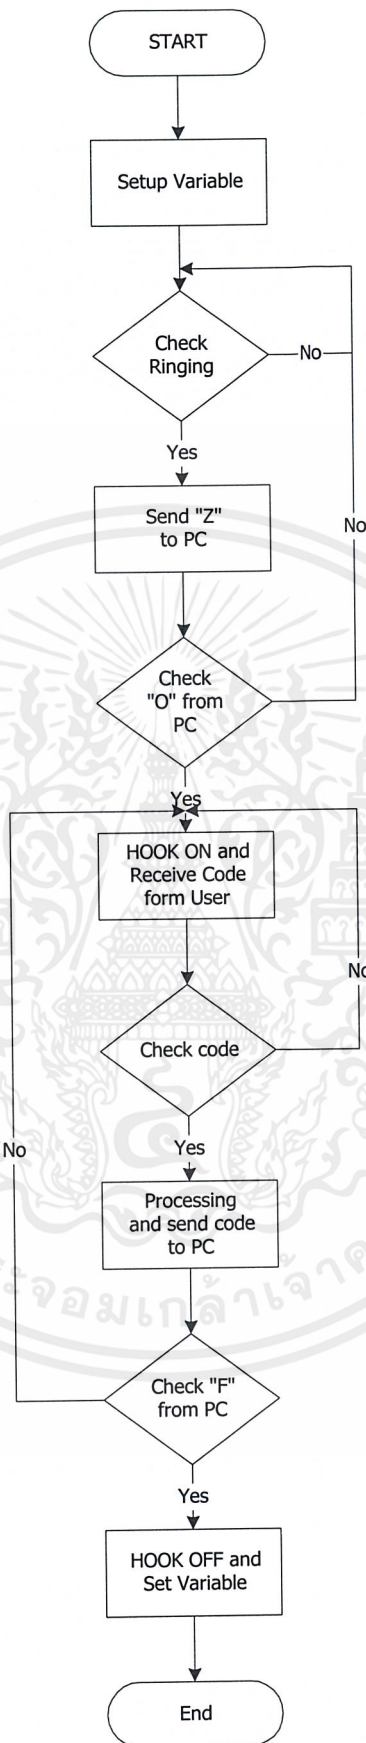 START
Setup Variable
Check
Ringing
No
Yes
Send "Z"
to PC
No
Check
"O" from
PC
Yes
HOOK ON and
Receive Code
form User
No
Check code
No
Yes
Processing
and send code
to PC
Check "F"
from PC
Yes
HOOK OFF and
Set Variable
End